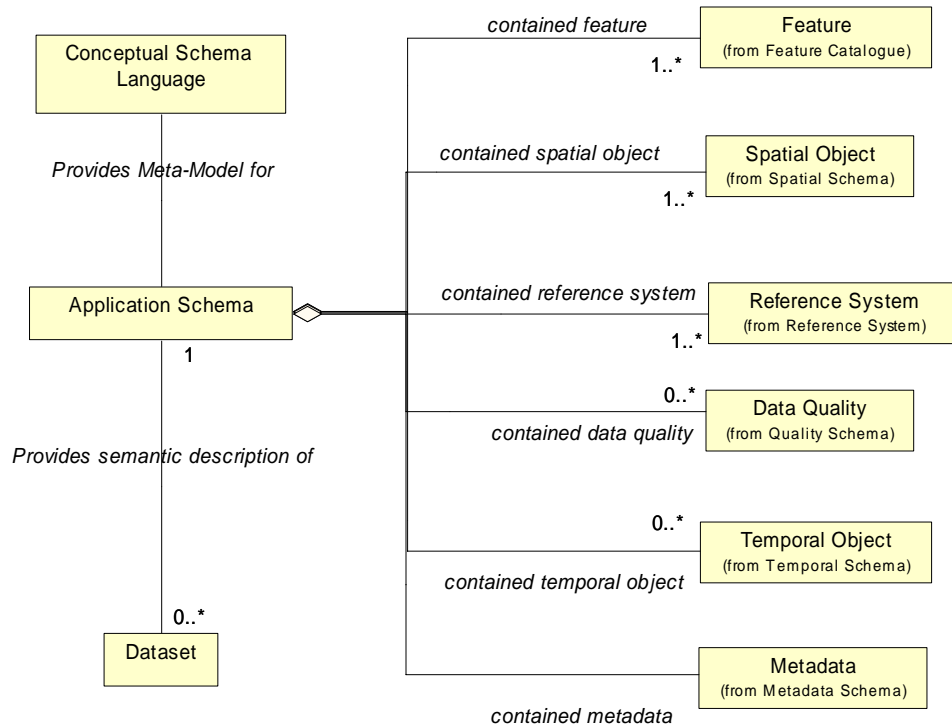 Conceptual Schema
Language
Provides Meta-Model for
Application Schema
1
Provides semantic description of
0..*
Dataset
contained feature
1..*
Feature
(from Feature Catalogue)
contained spatial object
1..*
Spatial Object
(from Spatial Schema)
contained reference system
1..*
Reference System
(from Reference System)
0..*
contained data quality
Data Quality
(from Quality Schema)
0..*
contained temporal object
Temporal Object
(from Temporal Schema)
contained metadata
Metadata
(from Metadata Schema)